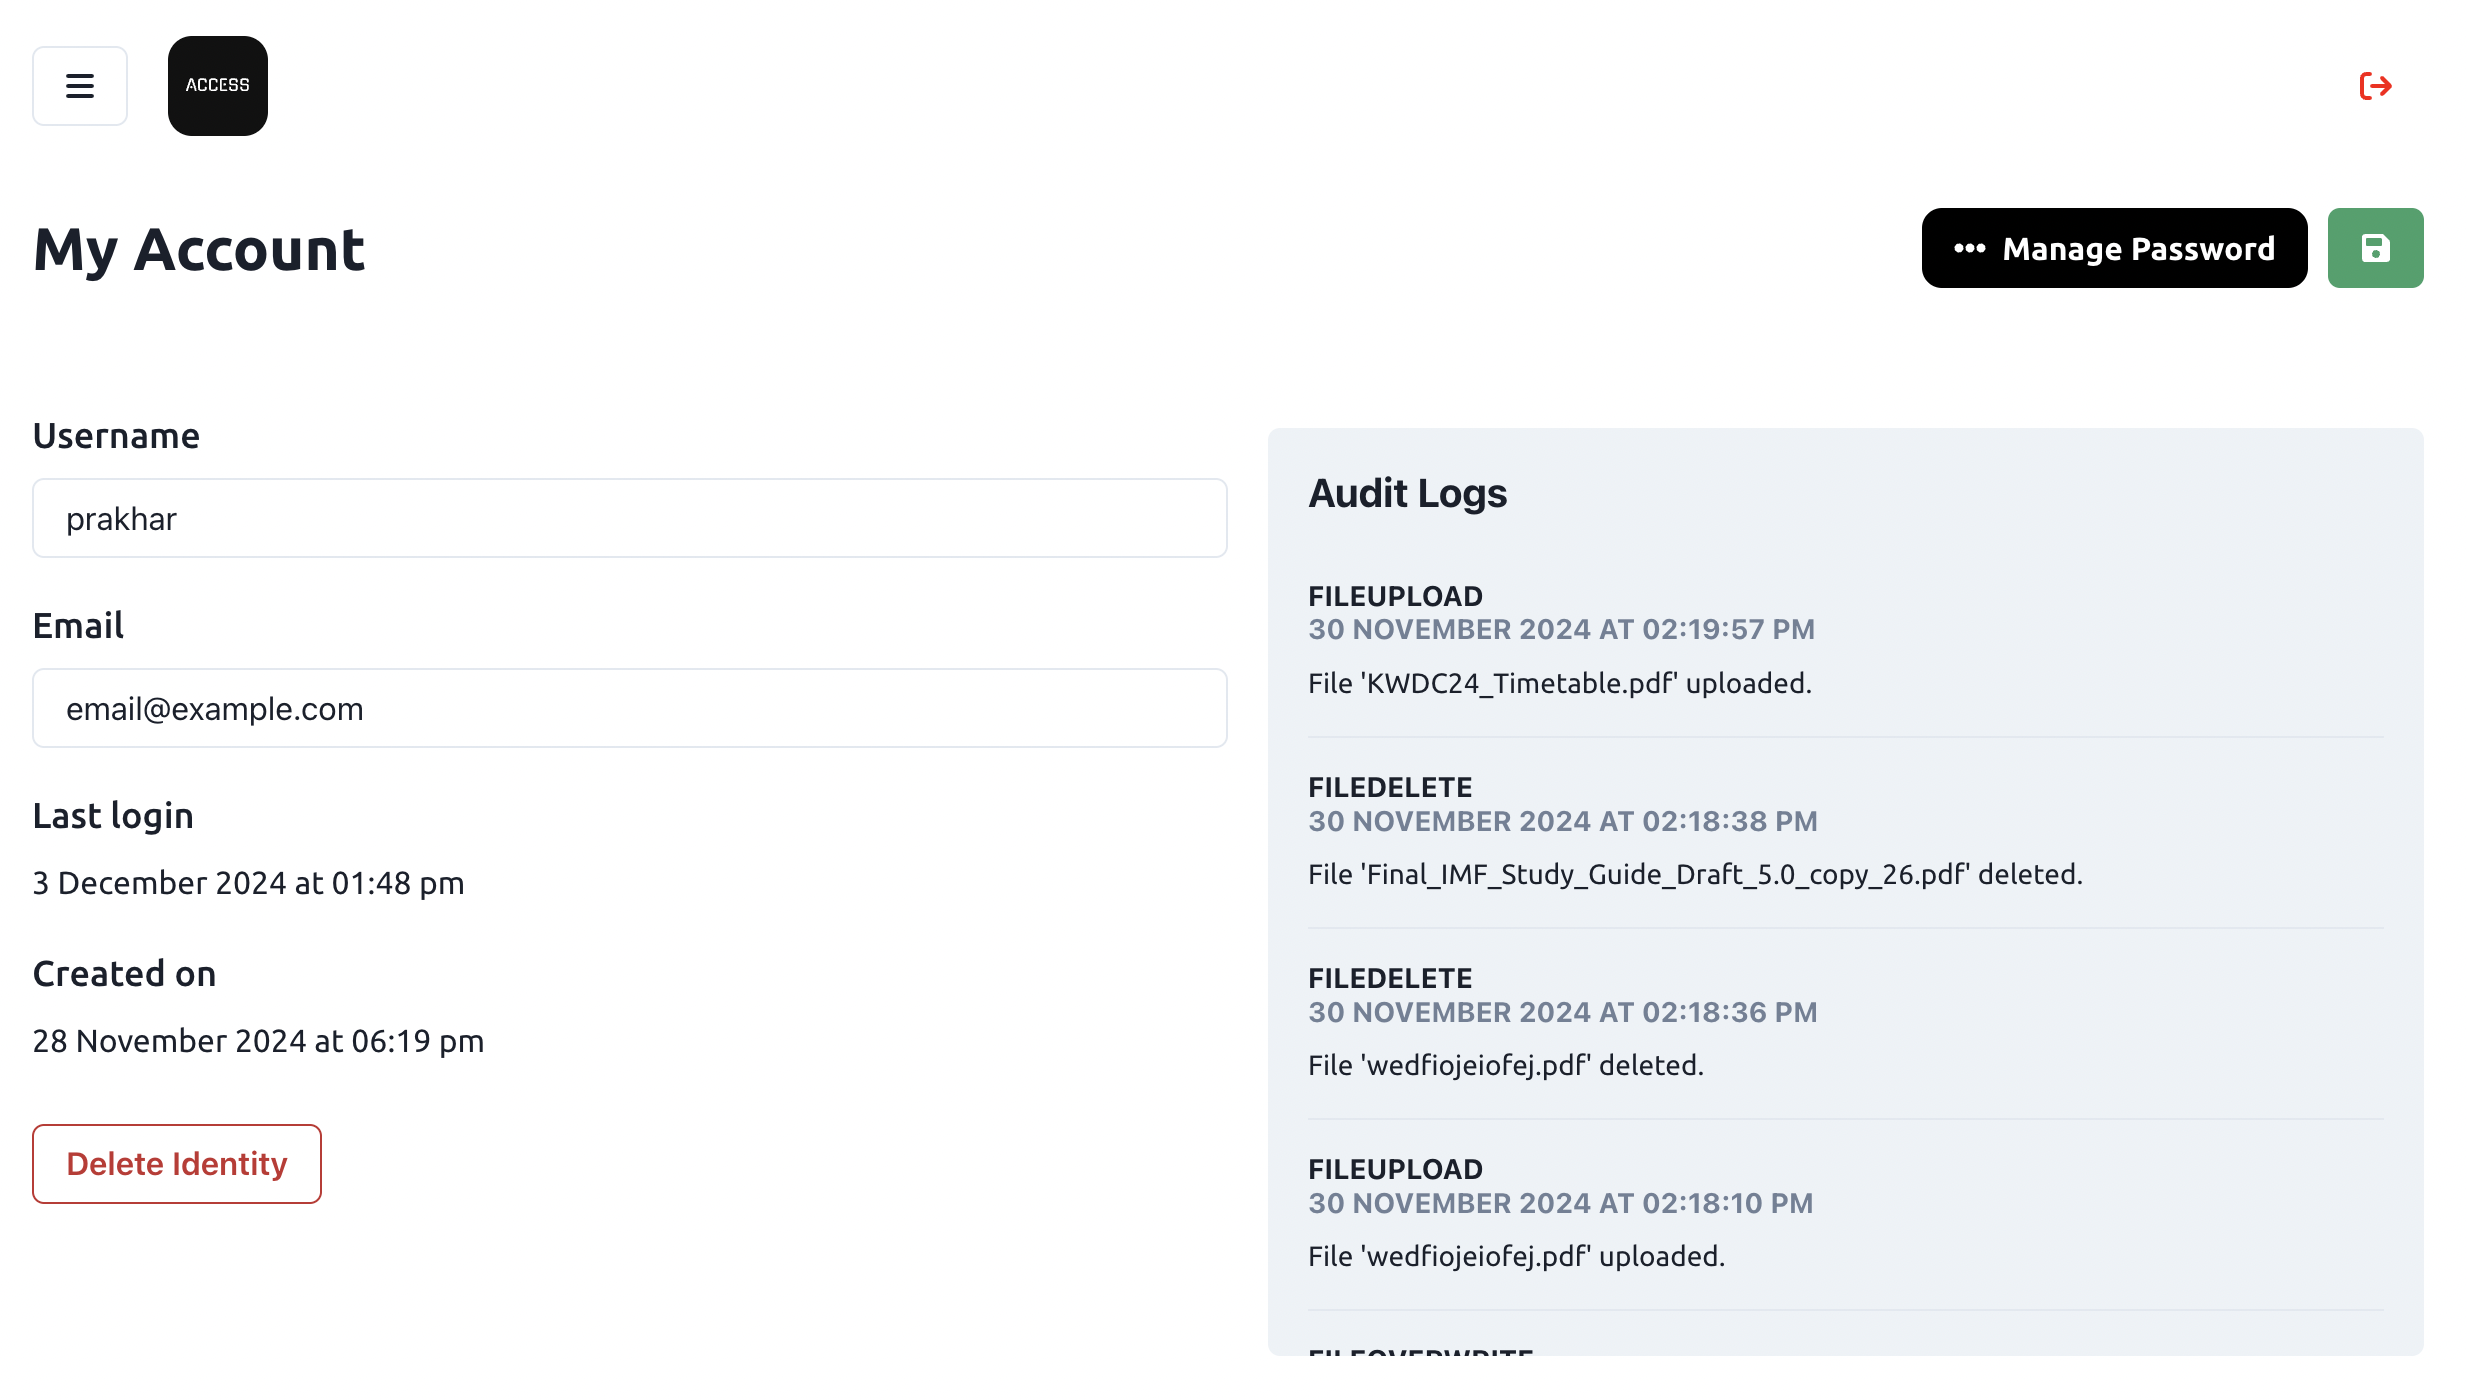 ACCESS
My Account
Manage Password
Username
prakhar
Email
email@example.com
Last login
3 December 2024 at 01:48 pm
Created on
28 November 2024 at 06:19 pm
Delete Identity
Audit Logs
FILEUPLOAD
30 NOVEMBER 2024 AT 02:19:57 PM
File 'KWDC24_Timetable.pdf' uploaded.
FILEDELETE
30 NOVEMBER 2024 AT 02:18:38 PM
File 'Final_IMF_Study_Guide_Draft_5.0_copy_26.pdf' deleted.
FILEDELETE
30 NOVEMBER 2024 AT 02:18:36 PM
File 'wedfiojeiofej.pdf' deleted.
FILEUPLOAD
30 NOVEMBER 2024 AT 02:18:10 PM
File 'wedfiojeiofej.pdf' uploaded.
FILEOVERWRITE